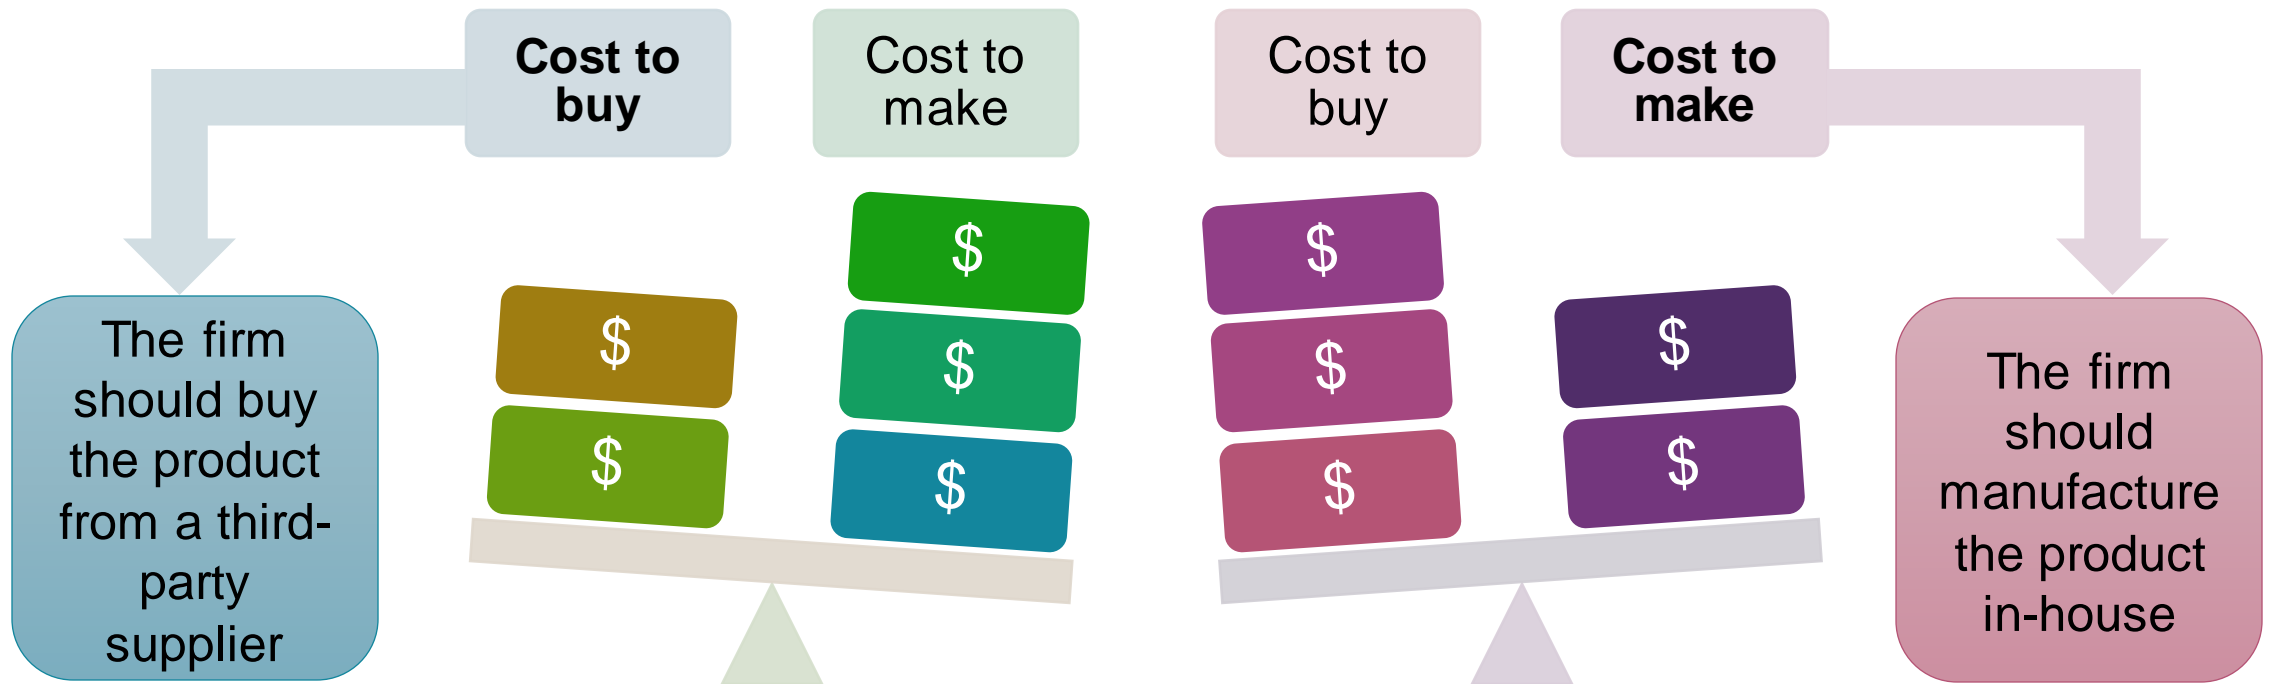 Cost to
buy
Cost to
make
Cost to
buy
Cost to
make
$
$
$
$
$
$
$
$
$
$
The firm
should buy
the product
from a third-
party
supplier
The firm
should
manufacture
the product
in-house